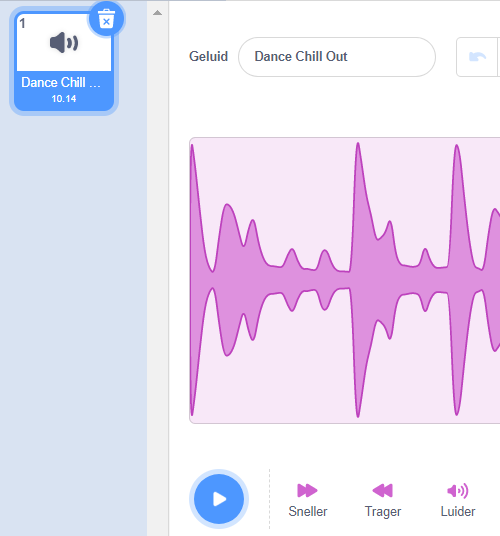 1
Dance Chill ...
10.14
Geluid
Dance Chill Out
Sneller
Trager
Luider